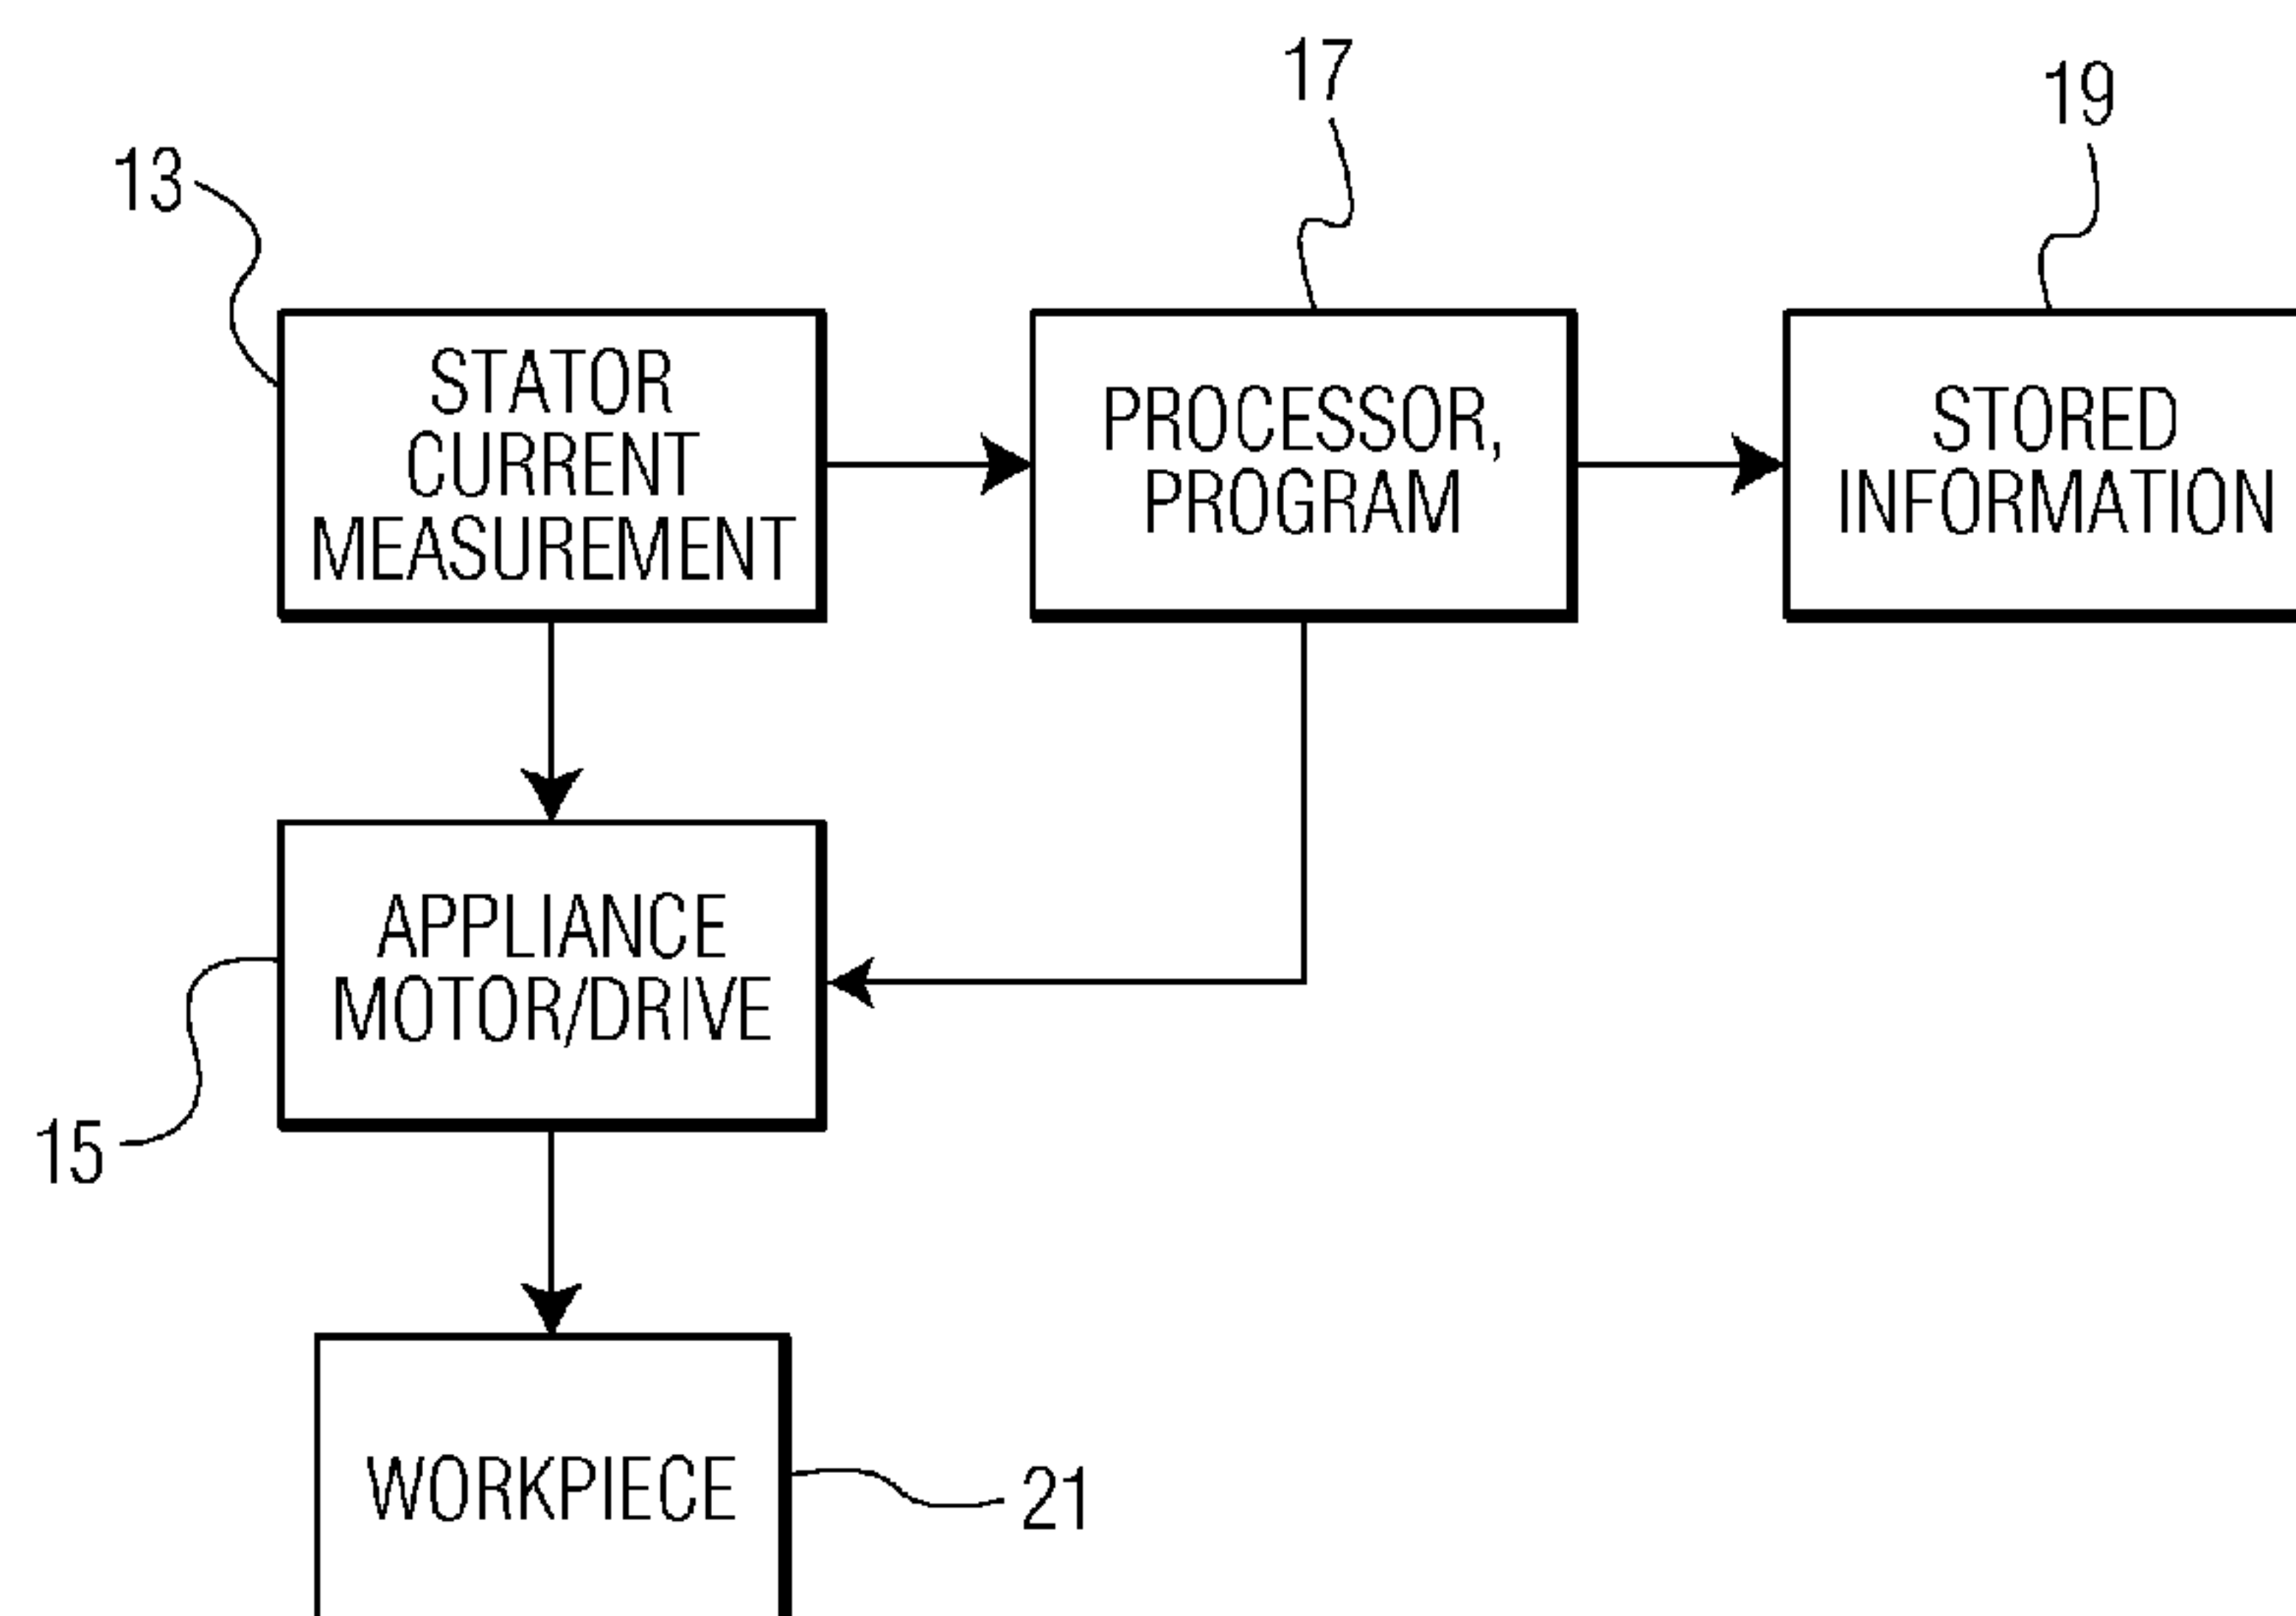 17
19
13
STATOR
CURRENT
MEASUREMENT
PROCESSOR,
PROGRAM
STORED
INFORMATION
APPLIANCE
MOTOR/DRIVE
15
WORKPIECE
21